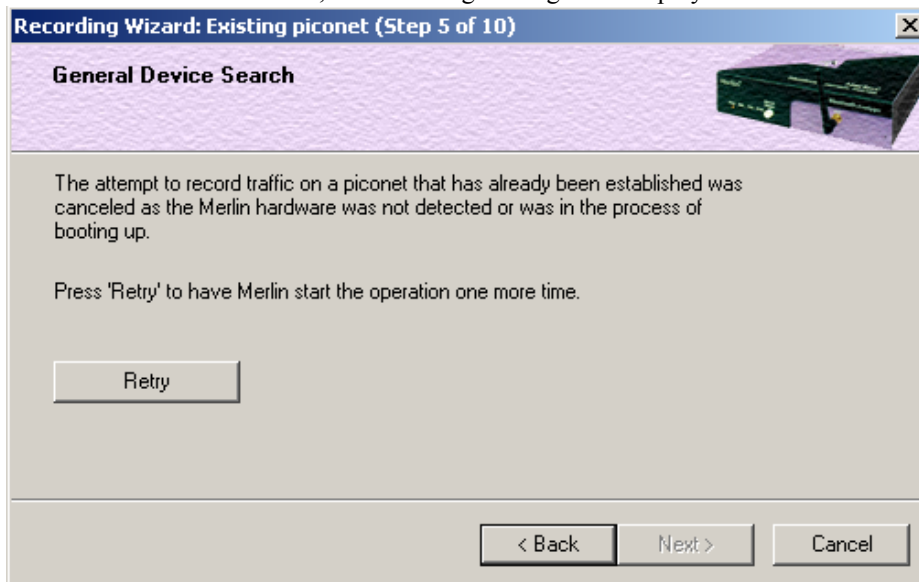 Recording Wizard: Existing piconet (Step 5 of 10)
General Device Search
The attempt to record traffic on a piconet that has already been established was
canceled as the Merlin hardware was not detected or was in the process of
booting up.
Press 'Retry' to have Merlin start the operation one more time.
Retry
< Back
Next >
Cancel